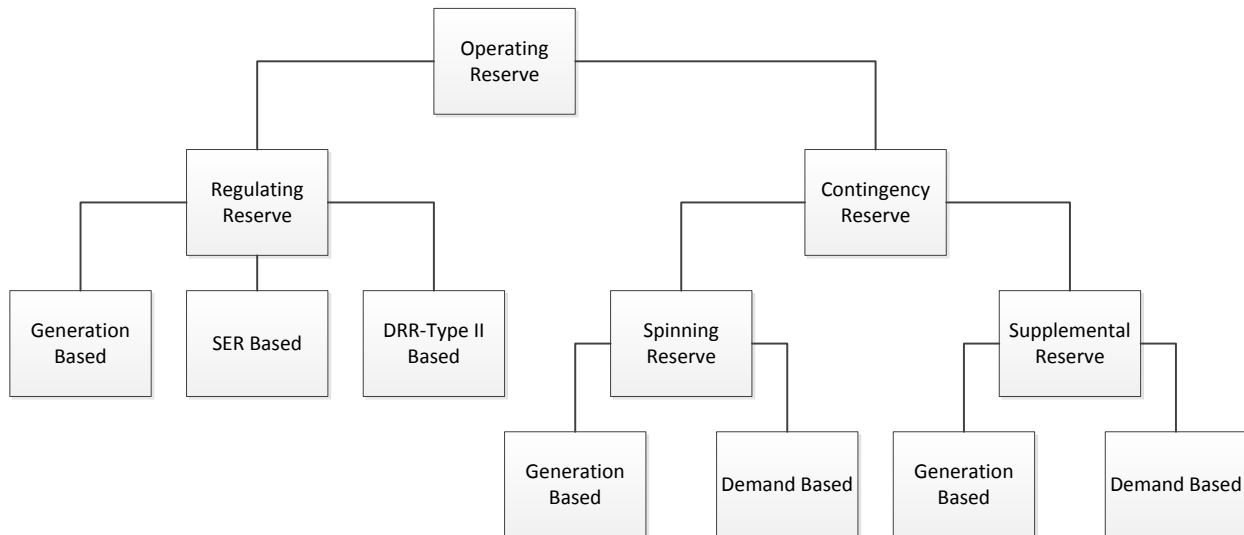 Operating
Reserve
Regulating
Reserve
Contingency
Reserve
Generation
Based
SER Based
DRR-Type II
Based
Spinning
Reserve
Supplemental
Reserve
Generation
Based
Demand Based
Generation
Based
Demand Based